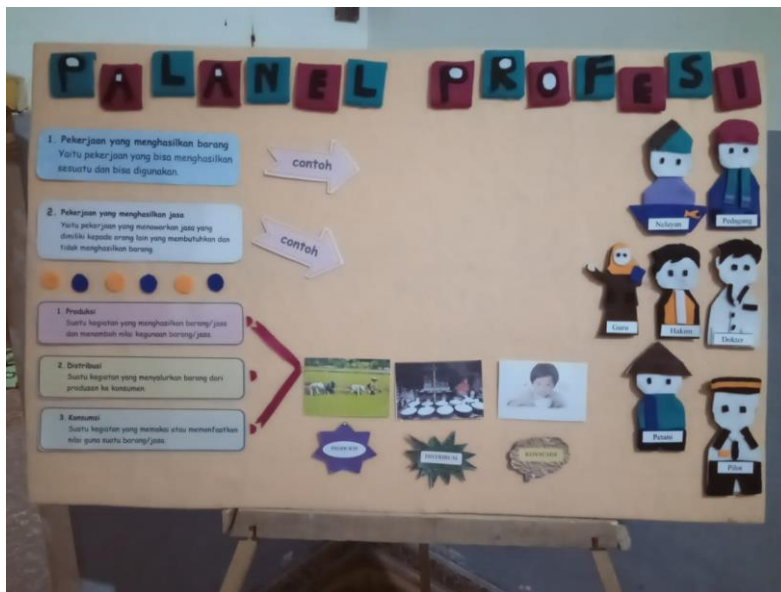 PALANEL PROFESI
1. Pekerjaan yang menghasilkan barang
Yaitu pekerjaan yang bisa menghasilkan
sesuatu dan bisa digunakan.
contoh
2. Pekerjaan yang menghasilkan jasa
Yaitu pekerjaan yang menawarkan jasa yang
dimiliki kepada orang lain yang membutuhkan dan
tidak menghasilkan barang.
contoh
1. Produksi
Suatu kegiatan yang menghasilkan barang/jasa
dan menambah nilai kegunaan barang/jasa.
2. Distribusi
Suatu kegiatan yang menyalurkan barang dari
produsen ke konsumen.
3. Konsumsi
Suatu kegiatan yang memakai atau memanfaatkan
nilai guna suatu barang/jasa.
Nelayan
Pedagang
Guru
Hakim
Dokter
Petani
Pilot